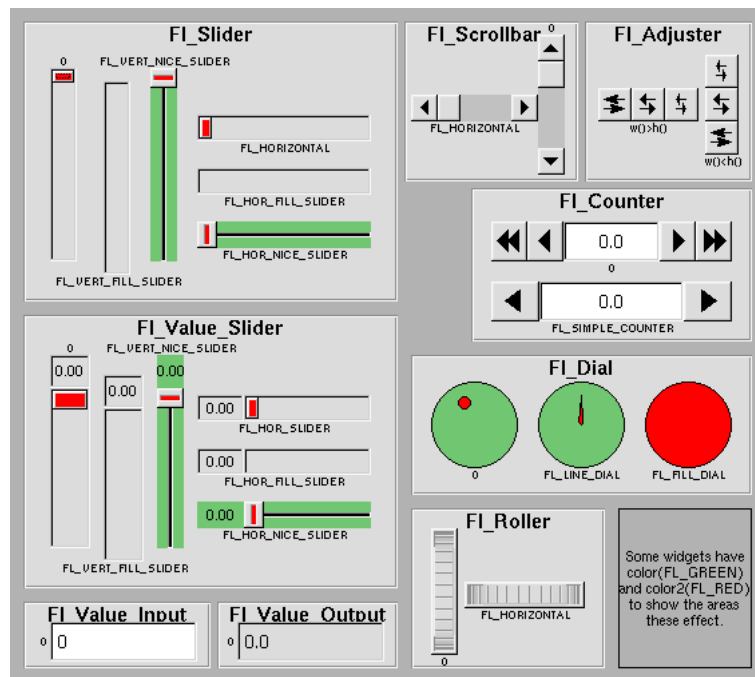 Fl_Slider
0
FL_VERT_NICE_SLIDER
FL_HORIZONTAL
FL_HOR_FILL_SLIDER
FL_HOR_NICE_SLIDER
FL_VERT_FILL_SLIDER
Fl_Scrollbar
0
FL_HORIZONTAL
Fl_Adjuster
w()>h()
w()<h()
Fl_Counter
0.0
0
0.0
FL_SIMPLE_COUNTER
Fl_Value_Slider
0
FL_VERT_NICE_SLIDER
0.00
0.00
0.00
0.00
FL_HOR_SLIDER
0.00
FL_HOR_FILL_SLIDER
0.00
FL_HOR_NICE_SLIDER
FL_VERT_FILL_SLIDER
Fl_Dial
0
FL_LINE_DIAL
FL_FILL_DIAL
Fl_Roller
FL_HORIZONTAL
0
Some widgets have
color(FL_GREEN)
and color2(FL_RED)
to show the areas
these effect.
Fl_Value_Input
0
0
Fl_Value_Output
0
0.0